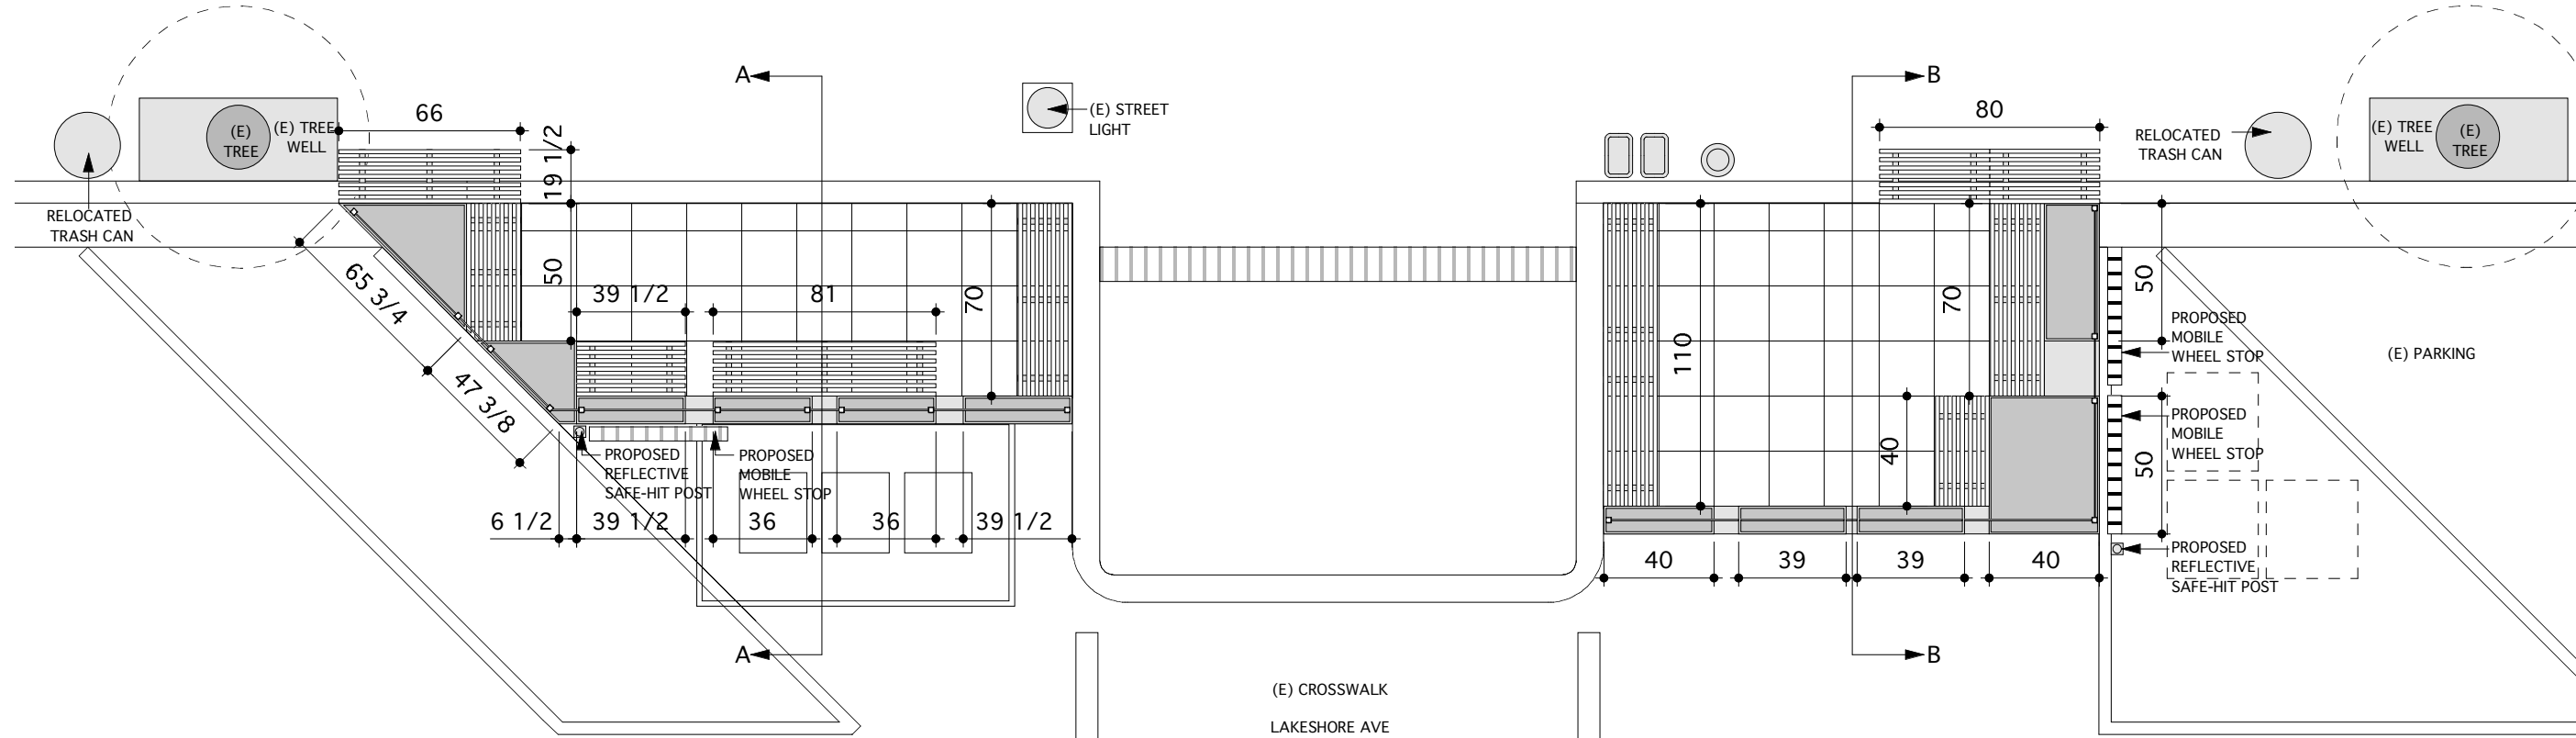 A
B
66
80
(E) STREET
LIGHT
(E)
TREE
(E) TREE
WELL
19 1/2
RELOCATED
TRASH CAN
(E) TREE
WELL
(E)
TREE
RELOCATED
TRASH CAN
65 3/4
50
39 1/2
81
70
110
70
50
PROPOSED
MOBILE
WHEEL STOP
(E) PARKING
47 3/8
40
PROPOSED
MOBILE
WHEEL STOP
50
PROPOSED
REFLECTIVE
SAFE-HIT POST
PROPOSED
MOBILE
WHEEL STOP
6 1/2
39 1/2
36
36
39 1/2
40
39
39
40
PROPOSED
REFLECTIVE
SAFE-HIT POST
A
B
(E) CROSSWALK
LAKESHORE AVE